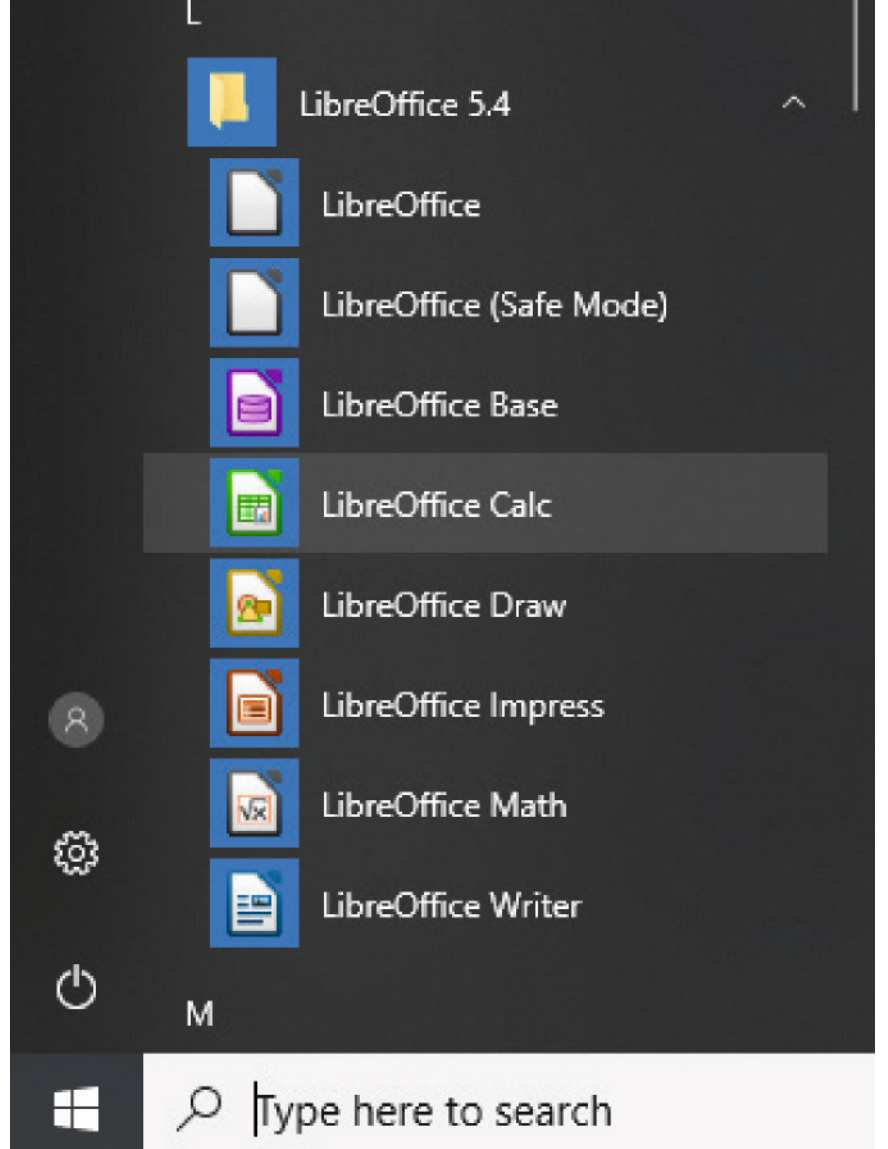 L
LibreOffice 5.4
LibreOffice
LibreOffice (Safe Mode)
LibreOffice Base
LibreOffice Calc
LibreOffice Draw
LibreOffice Impress
LibreOffice Math
LibreOffice Writer
M
Type here to search